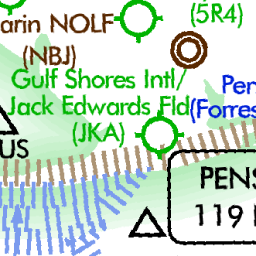 arin NOLF
(5R4)
(NBJ)
Gulf Shores Intl/
Jack Edwards Fld
(JKA)
Pen
(Forres
US
PENS
119